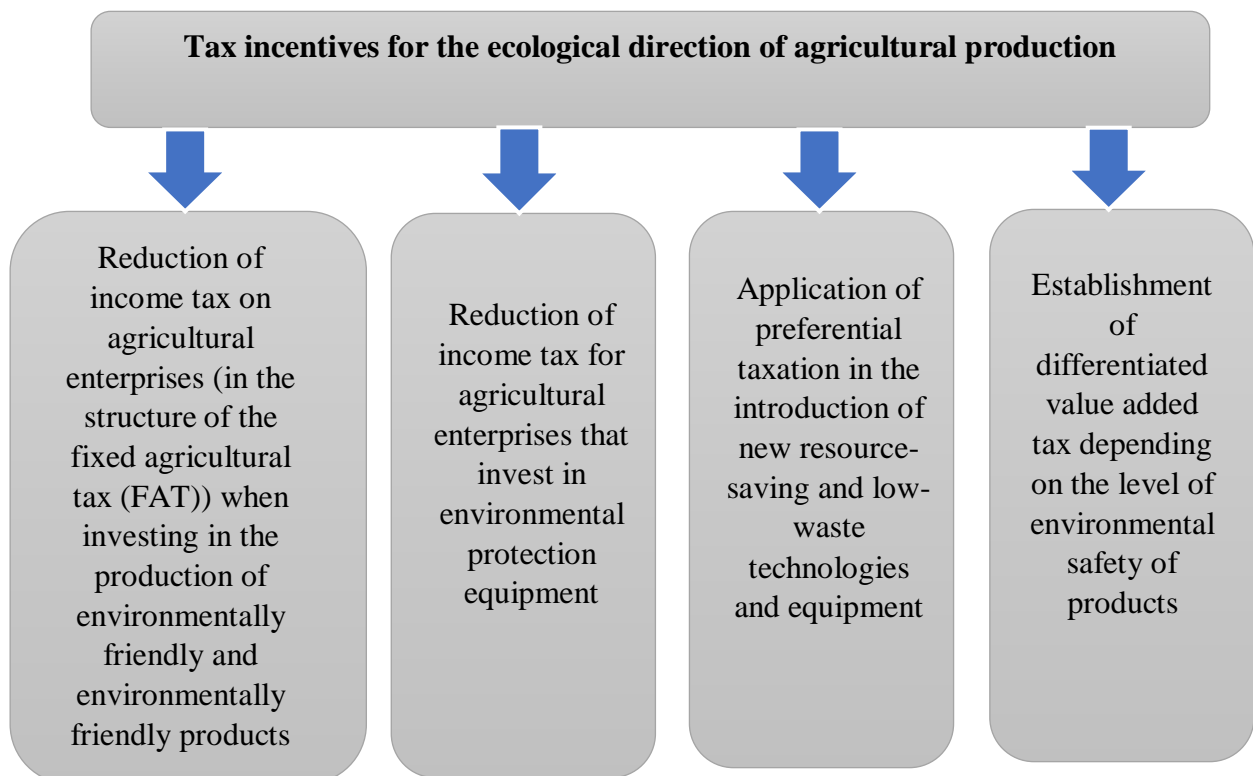 Tax incentives for the ecological direction of agricultural production
Reduction of
income tax on
agricultural
enterprises (in the
structure of the
fixed agricultural
tax (FAT)) when
investing in the
production of
environmentally
friendly and
environmentally
friendly products
Reduction of
income tax for
agricultural
enterprises that
invest in
environmental
protection
equipment
Application of
preferential
taxation in the
introduction of
new resource-
saving and low-
waste
technologies
and equipment
Establishment
of
differentiated
value added
tax depending
on the level of
environmental
safety of
products